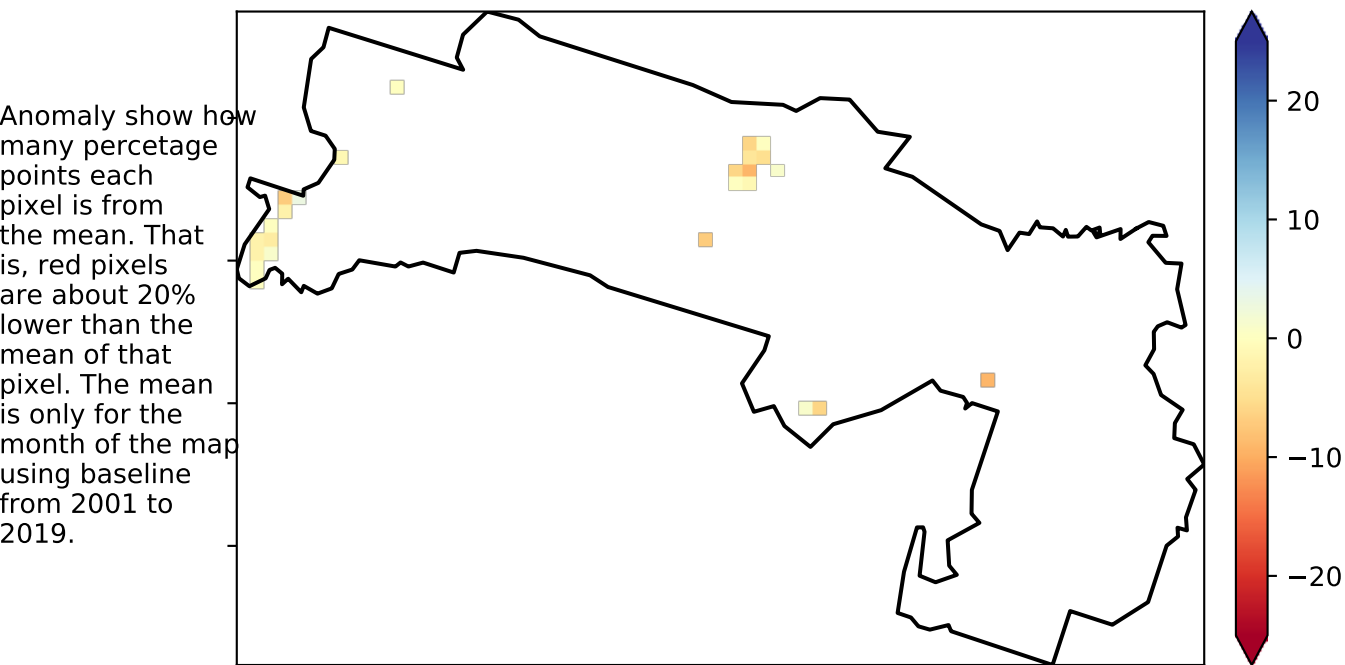 Anomaly show how
many percetage
points each
pixel is from
the mean. That
is, red pixels
are about 20%
lower than the
mean of that
pixel. The mean
is only for the
month of the map
using baseline
from 2001 to
2019.
20
10
0
−10
−20